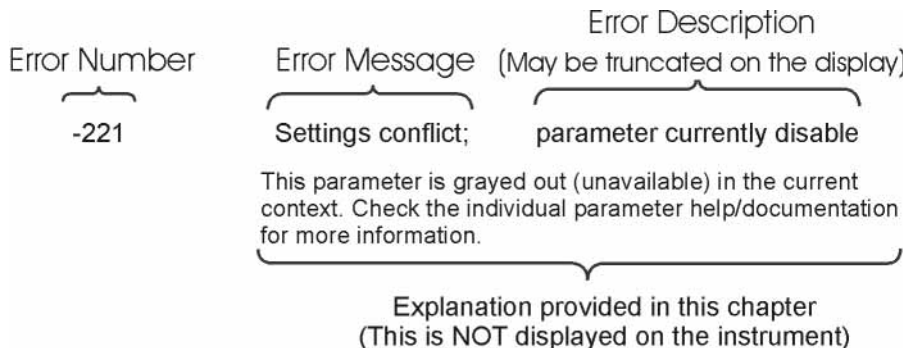 Error Description
Error Number Error Message (May be truncated on the display)
-221 Settings conflict; parameter currently disable
This parameter is grayed out (unavailable) in the current
context. Check the individual parameter help/documentation
for more information.
Explanation provided in this chapter
(This is NOT displayed on the instrument)